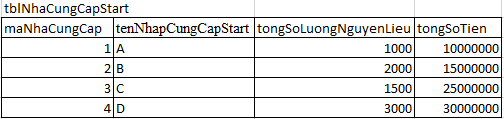 tblNhaCungCapStart
maNhaCungCap tenNhapCungCapStart tongSoLuongNguyenLieu tongSoTien
1 A 1000 10000000
2 B 2000 15000000
3 C 1500 25000000
4 D 3000 30000000